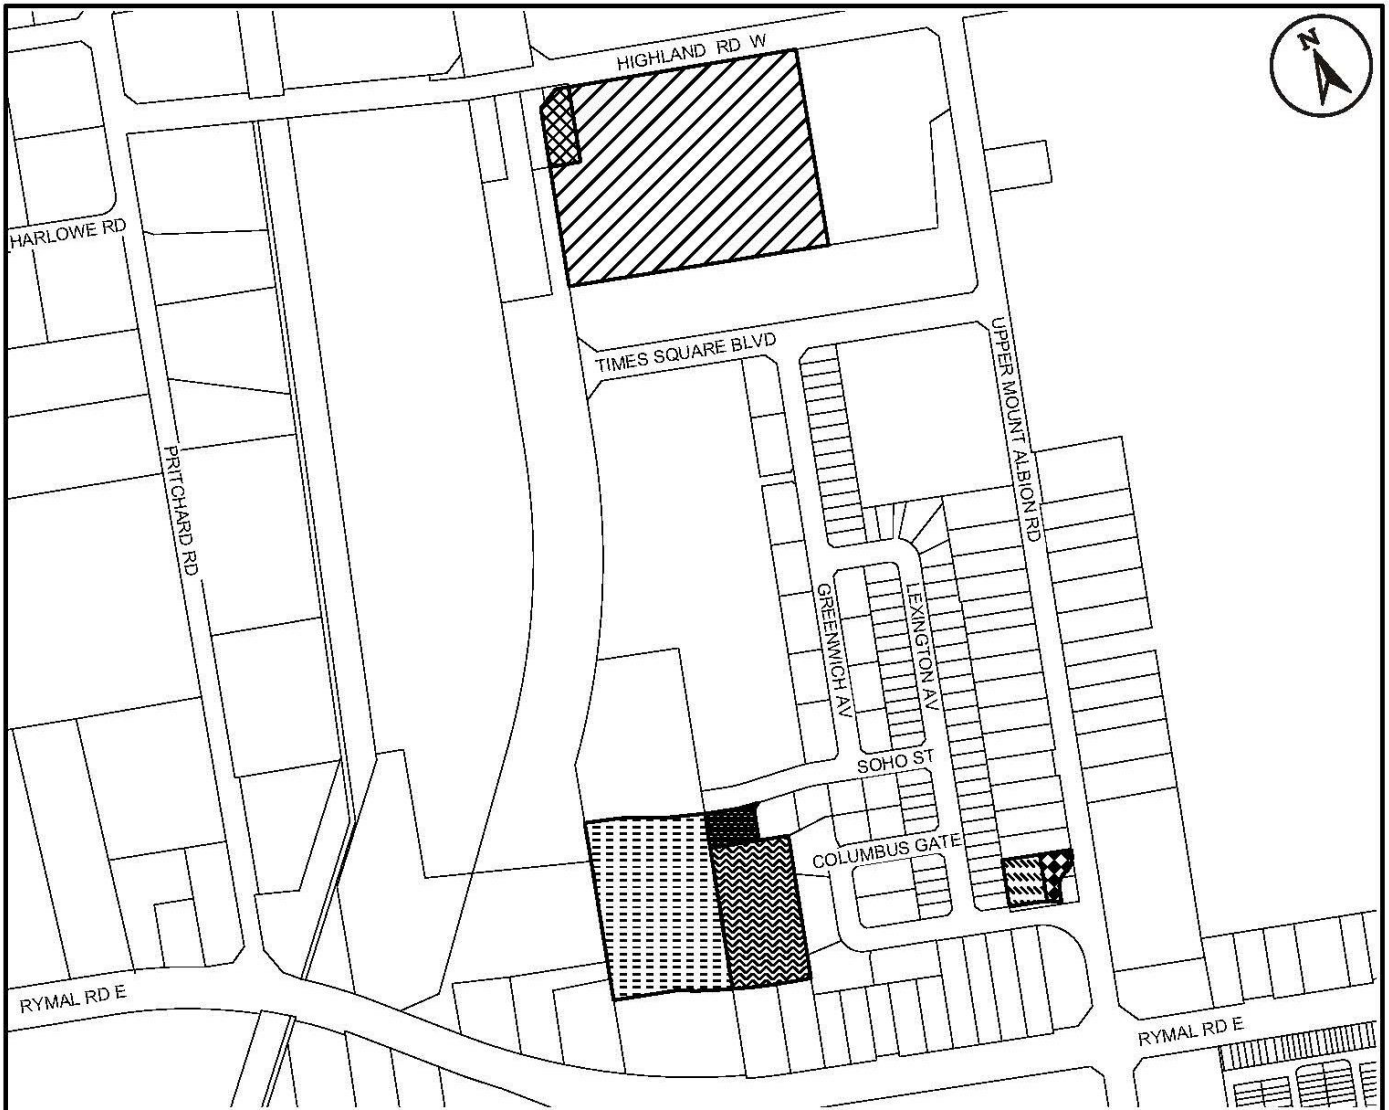 HIGHLAND RD W
N
HARLOWE RD
TIMES SQUARE BLVD
UPPER MOUNT ALBION RD
PRITCHARD RD
GREENWICH AV
LEXINGTON AV
SOHO ST
COLUMBUS GATE
RYMAL RD E
RYMAL RD E